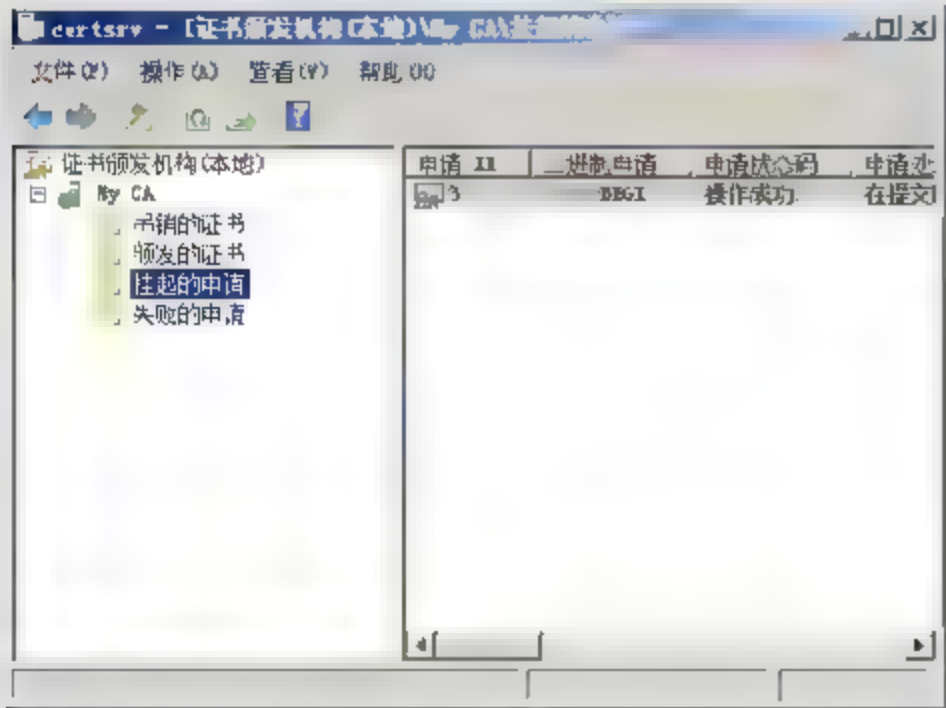 certsrv - [证书颁发机构(本地)\My CA\挂起的申请
文件(F) 操作(A) 查看(V) 帮助(H)
证书颁发机构(本地)
My CA
吊销的证书
颁发的证书
挂起的申请
失败的申请
申请 ID 二进制申请 申请状态码 申请处
3 BEGI 操作成功 在提交